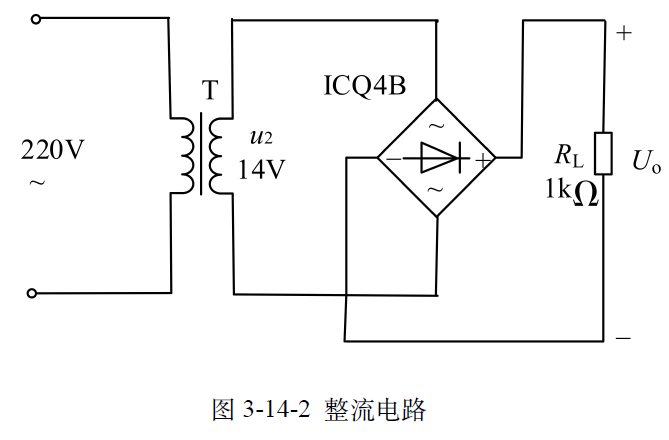 220V
~
T
u2
14V
ICQ4B
~
− +
~
RL
1kΩ
+
Uo
−
图 3-14-2 整流电路